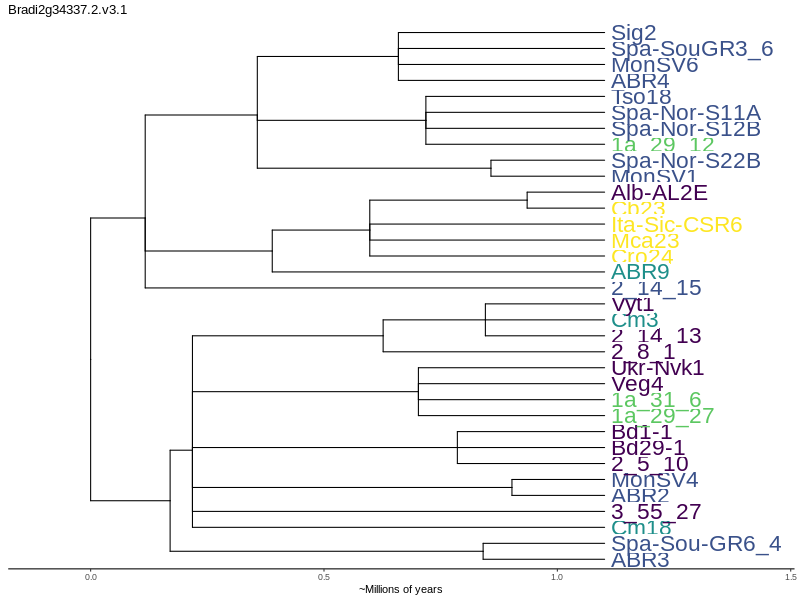 Bradi2g34337.2.v3.1
Sig2
Spa-SouGR3_6
MonSV6
ABR4
Tso18
Spa-Nor-S11A
Spa-Nor-S12B
1a_29_12
Spa-Nor-S22B
MonSV1
Alb-AL2E
Cb23
Ita-Sic-CSR6
Mca23
Cro24
ABR9
2_14_15
Vyt1
Cm3
2_14_13
2_8_1
Ukr-Nvk1
Veg4
1a_31_6
1a_29_27
Bd1-1
Bd29-1
2_5_10
MonSV4
ABR2
3_55_27
Cm18
Spa-Sou-GR6_4
ABR3
0.0 0.5 1.0 1.5
~Millions of years